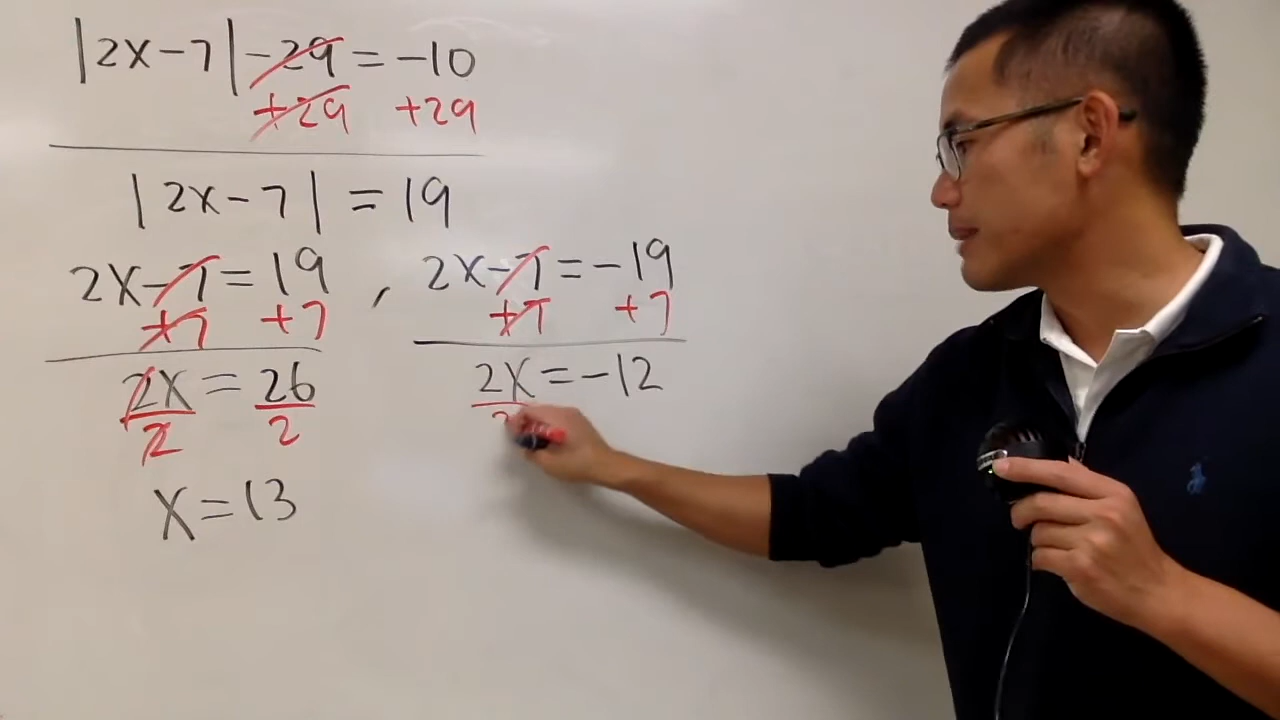 |2x-7|-29=-10
+29 +29
|2x-7|=19
2x-7=19 , 2x-7=-19
+7 +7 +7 +7
2x=26 2x=-12
2 2
x=13